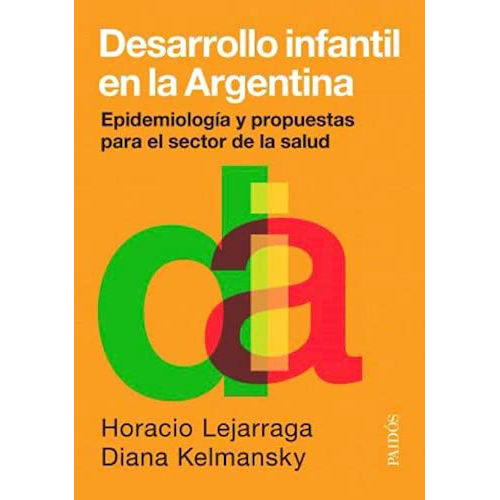 Desarrollo infantil
en la Argentina
Epidemiología y propuestas
para el sector de la salud
dia
Horacio Lejarraga
Diana Kelmansky
PAIDÓS